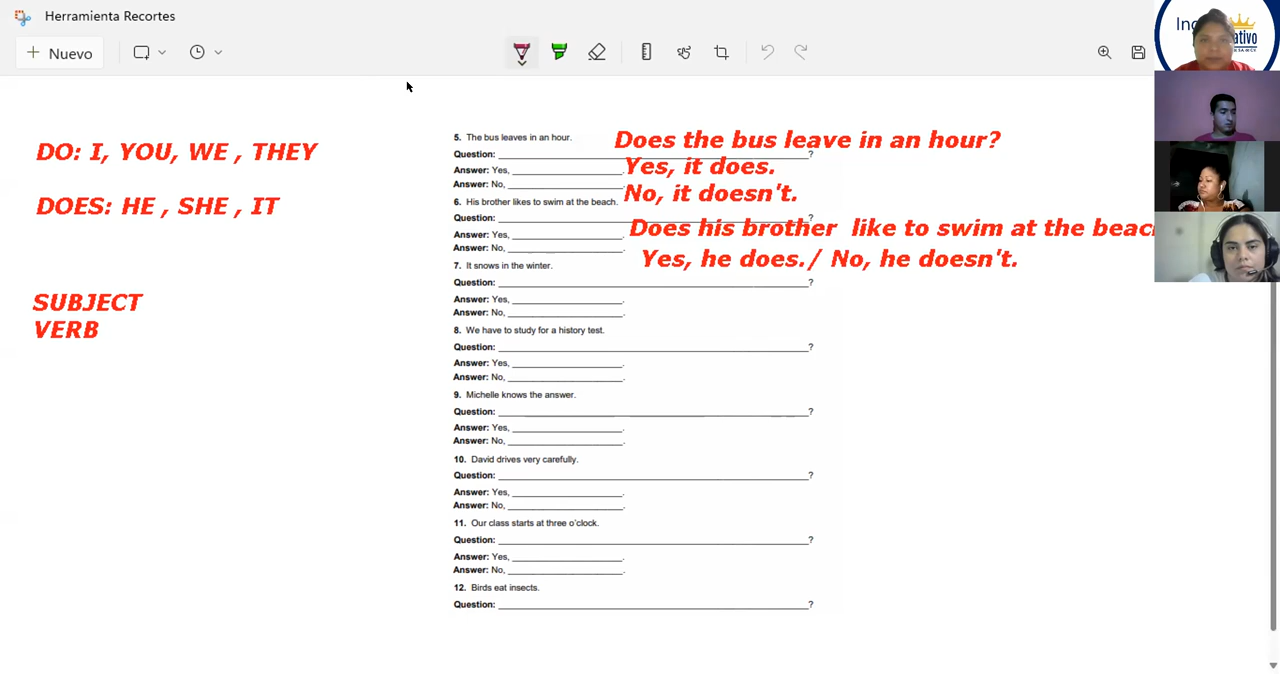 Herramienta Recortes
Nuevo
DO: I, YOU, WE , THEY
DOES: HE , SHE , IT
SUBJECT
VERB
5. The bus leaves in an hour.
Does the bus leave in an hour?
Question: ?
Answer: Yes, .
Yes, it does.
Answer: No, .
No, it doesn't.
6. His brother likes to swim at the beach.
Question: ?
Does his brother like to swim at the beac
Answer: Yes, .
Answer: No, .
Yes, he does./ No, he doesn't.
7. It snows in the winter.
Question: ?
Answer: Yes, .
Answer: No, .
8. We have to study for a history test.
Question: ?
Answer: Yes, .
Answer: No, .
9. Michelle knows the answer.
Question: ?
Answer: Yes, .
Answer: No, .
10. David drives very carefully.
Question: ?
Answer: Yes, .
Answer: No, .
11. Our class starts at three o'clock.
Question: ?
Answer: Yes, .
Answer: No, .
12. Birds eat insects.
Question: ?